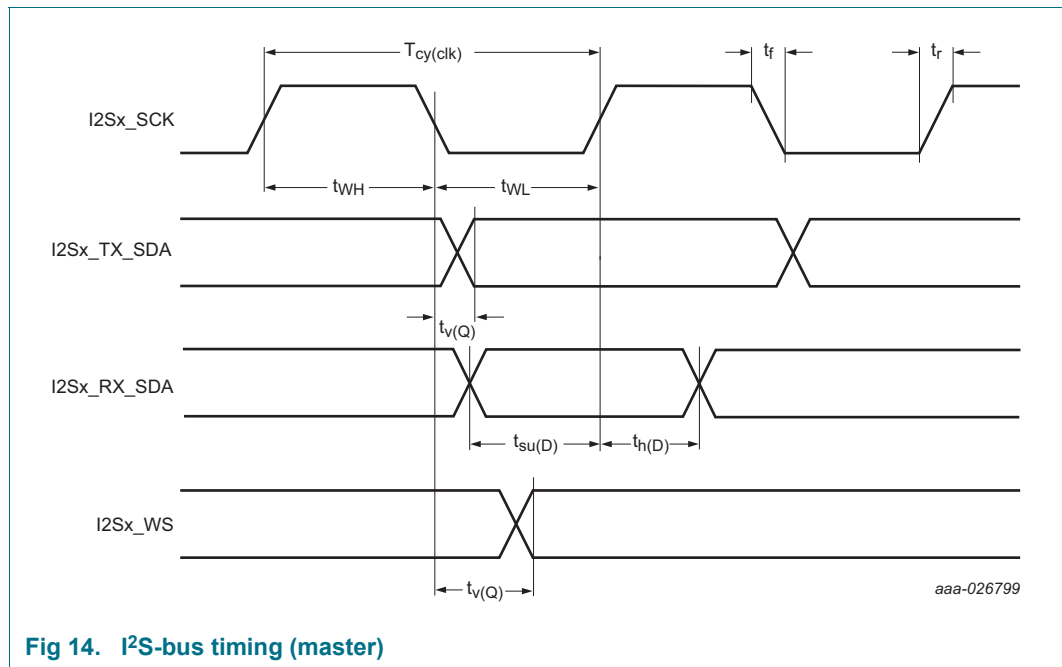 Tcy(clk)
tf
tr
I2Sx_SCK
tWH
tWL
I2Sx_TX_SDA
tv(Q)
I2Sx_RX_SDA
tsu(D)
th(D)
I2Sx_WS
tv(Q)
aaa-026799
Fig 14. I2S-bus timing (master)